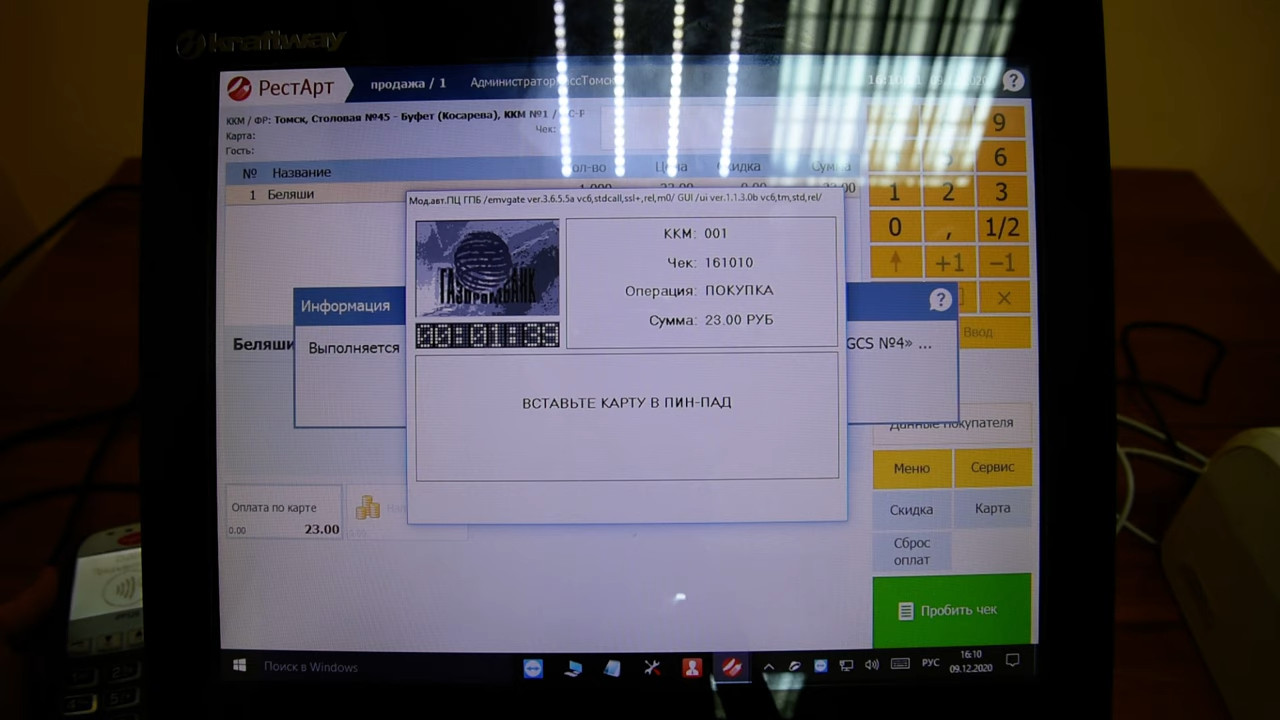 kraftway
РестАрт
продажа / 1
Администратор
?
ККМ / ФР: Томск, Столовая №45 - Буфет (Косарева), ККМ №1 /
Карта:
Чек:
Гость:
№ Название
Цена
Скидка
Сумма
1 Беляши
9
6
1 2 3
0 , 1/2
+1 −1
×
Ввод
Мод.авт.ПЦ ГПБ /emvgate ver.3.6.5.5a vc6,stdcall,ssl+,rel,m0/ GUI /ui ver.1.1.3.0b vc6,tm,std,rel/
ГАЗПРОМБАНК
ККМ: 001
Чек: 161010
Операция: ПОКУПКА
Сумма: 23.00 РУБ
Информация
?
Беляши
Выполняется
GCS №4» ...
ВСТАВЬТЕ КАРТУ В ПИН-ПАД
Данные покупателя
Меню
Сервис
Скидка
Карта
Сброс
оплат
Пробить чек
Оплата по карте
0.00 23.00
Поиск в Windows
РУС
16:10
09.12.2020